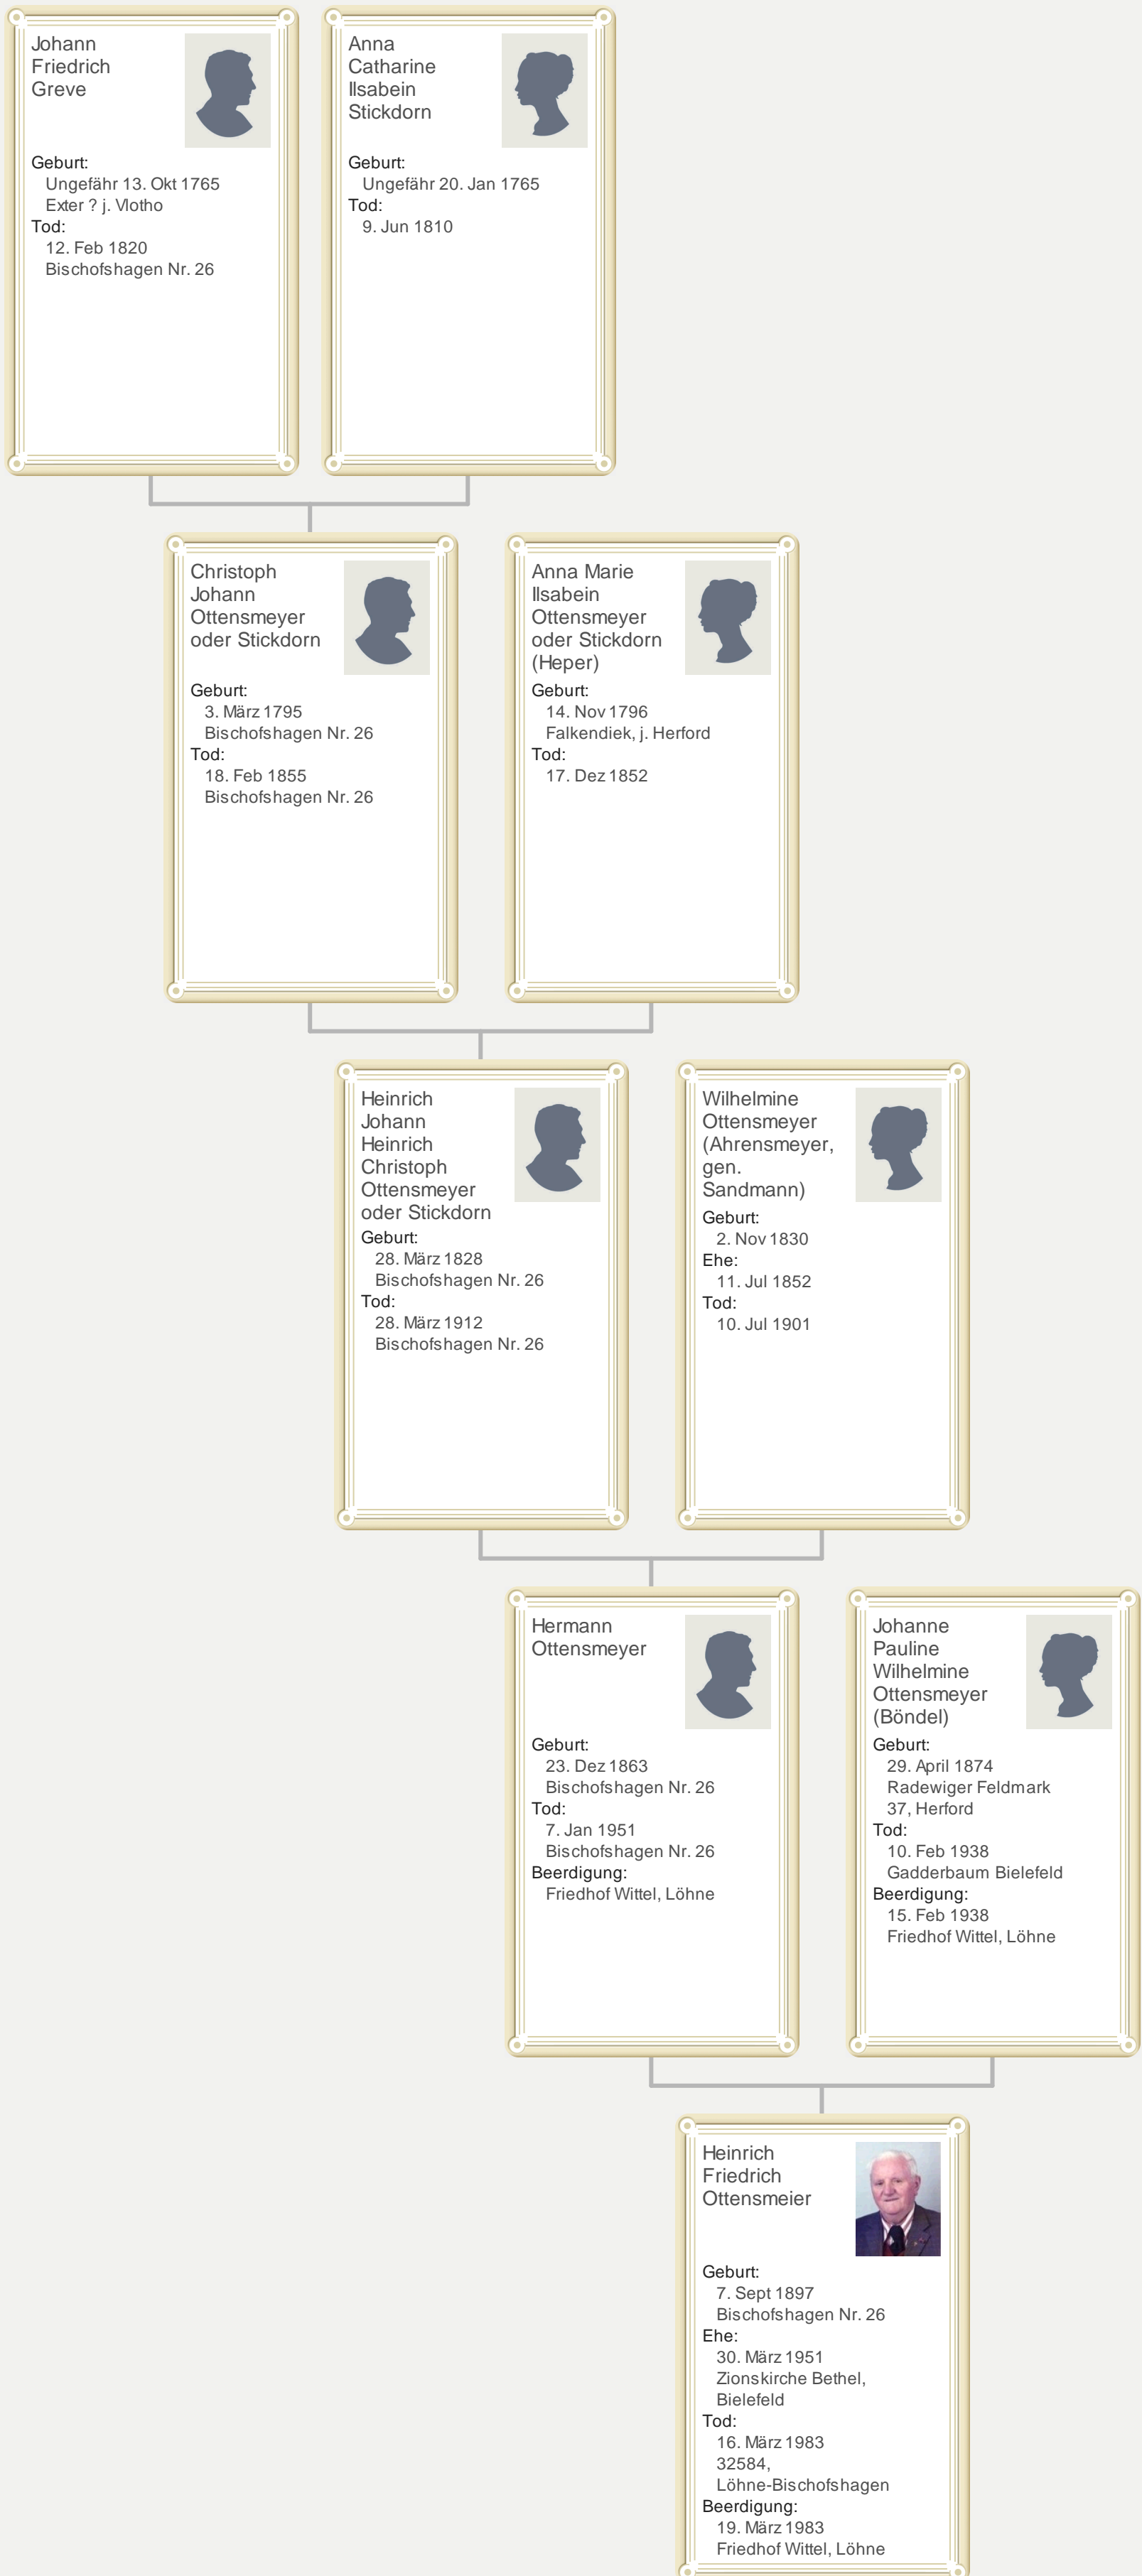 Johann
Friedrich
Greve
Geburt:
Ungefähr 13. Okt 1765
Exter ? j. Vlotho
Tod:
12. Feb 1820
Bischofshagen Nr. 26
Anna
Catharine
Ilsabein
Stickdorn
Geburt:
Ungefähr 20. Jan 1765
Tod:
9. Jun 1810
Christoph
Johann
Ottensmeyer
oder Stickdorn
Geburt:
3. März 1795
Bischofshagen Nr. 26
Tod:
18. Feb 1855
Bischofshagen Nr. 26
Anna Marie
Ilsabein
Ottensmeyer
oder Stickdorn
(Heper)
Geburt:
14. Nov 1796
Falkendiek, j. Herford
Tod:
17. Dez 1852
Heinrich
Johann
Heinrich
Christoph
Ottensmeyer
oder Stickdorn
Geburt:
28. März 1828
Bischofshagen Nr. 26
Tod:
28. März 1912
Bischofshagen Nr. 26
Wilhelmine
Ottensmeyer
(Ahrensmeyer,
gen.
Sandmann)
Geburt:
2. Nov 1830
Ehe:
11. Jul 1852
Tod:
10. Jul 1901
Hermann
Ottensmeyer
Geburt:
23. Dez 1863
Bischofshagen Nr. 26
Tod:
7. Jan 1951
Bischofshagen Nr. 26
Beerdigung:
Friedhof Wittel, Löhne
Johanne
Pauline
Wilhelmine
Ottensmeyer
(Böndel)
Geburt:
29. April 1874
Radewiger Feldmark
37, Herford
Tod:
10. Feb 1938
Gadderbaum Bielefeld
Beerdigung:
15. Feb 1938
Friedhof Wittel, Löhne
Heinrich
Friedrich
Ottensmeier
Geburt:
7. Sept 1897
Bischofshagen Nr. 26
Ehe:
30. März 1951
Zionskirche Bethel,
Bielefeld
Tod:
16. März 1983
32584,
Löhne-Bischofshagen
Beerdigung:
19. März 1983
Friedhof Wittel, Löhne